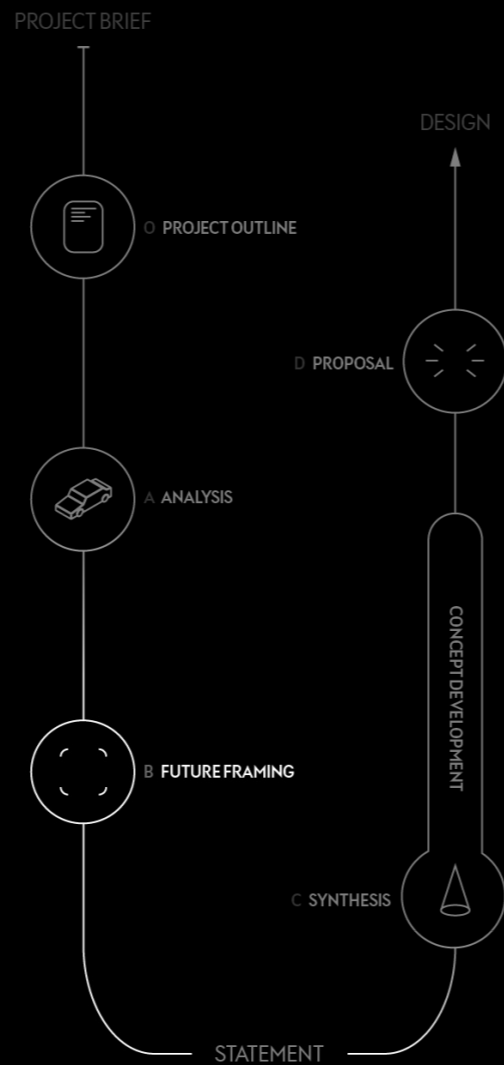 PROJECT BRIEF
O PROJECT OUTLINE
A ANALYSIS
B FUTURE FRAMING
STATEMENT
C SYNTHESIS
CONCEPT DEVELOPMENT
D PROPOSAL
DESIGN